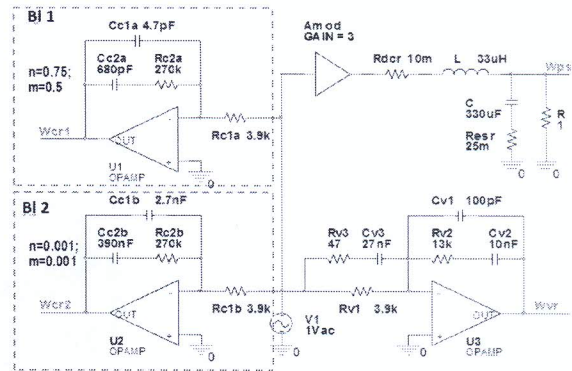 Bl 1
Cc1a 4.7pF
Cc2a Rc2a
680pF 270k
n=0.75;
m=0.5
Wcr1
OUT
U1
OPAMP
Rc1a 3.9k
0
Amod
GAIN = 3
Rdcr 10m
L 33uH
Wps
C
330uF
Resr
25m
R
1
0
0
Bl 2
Cc1b 2.7nF
Cc2b Rc2b
390nF 270k
n=0.001;
m=0.001
Wcr2
OUT
U2
OPAMP
Rc1b 3.9k
0
V1
1Vac
0
Rv3 Cv3
47 27nF
Rv1 3.9k
Cv1 100pF
Rv2 Cv2
13k 10nF
OUT
Wvr
U3
OPAMP
0